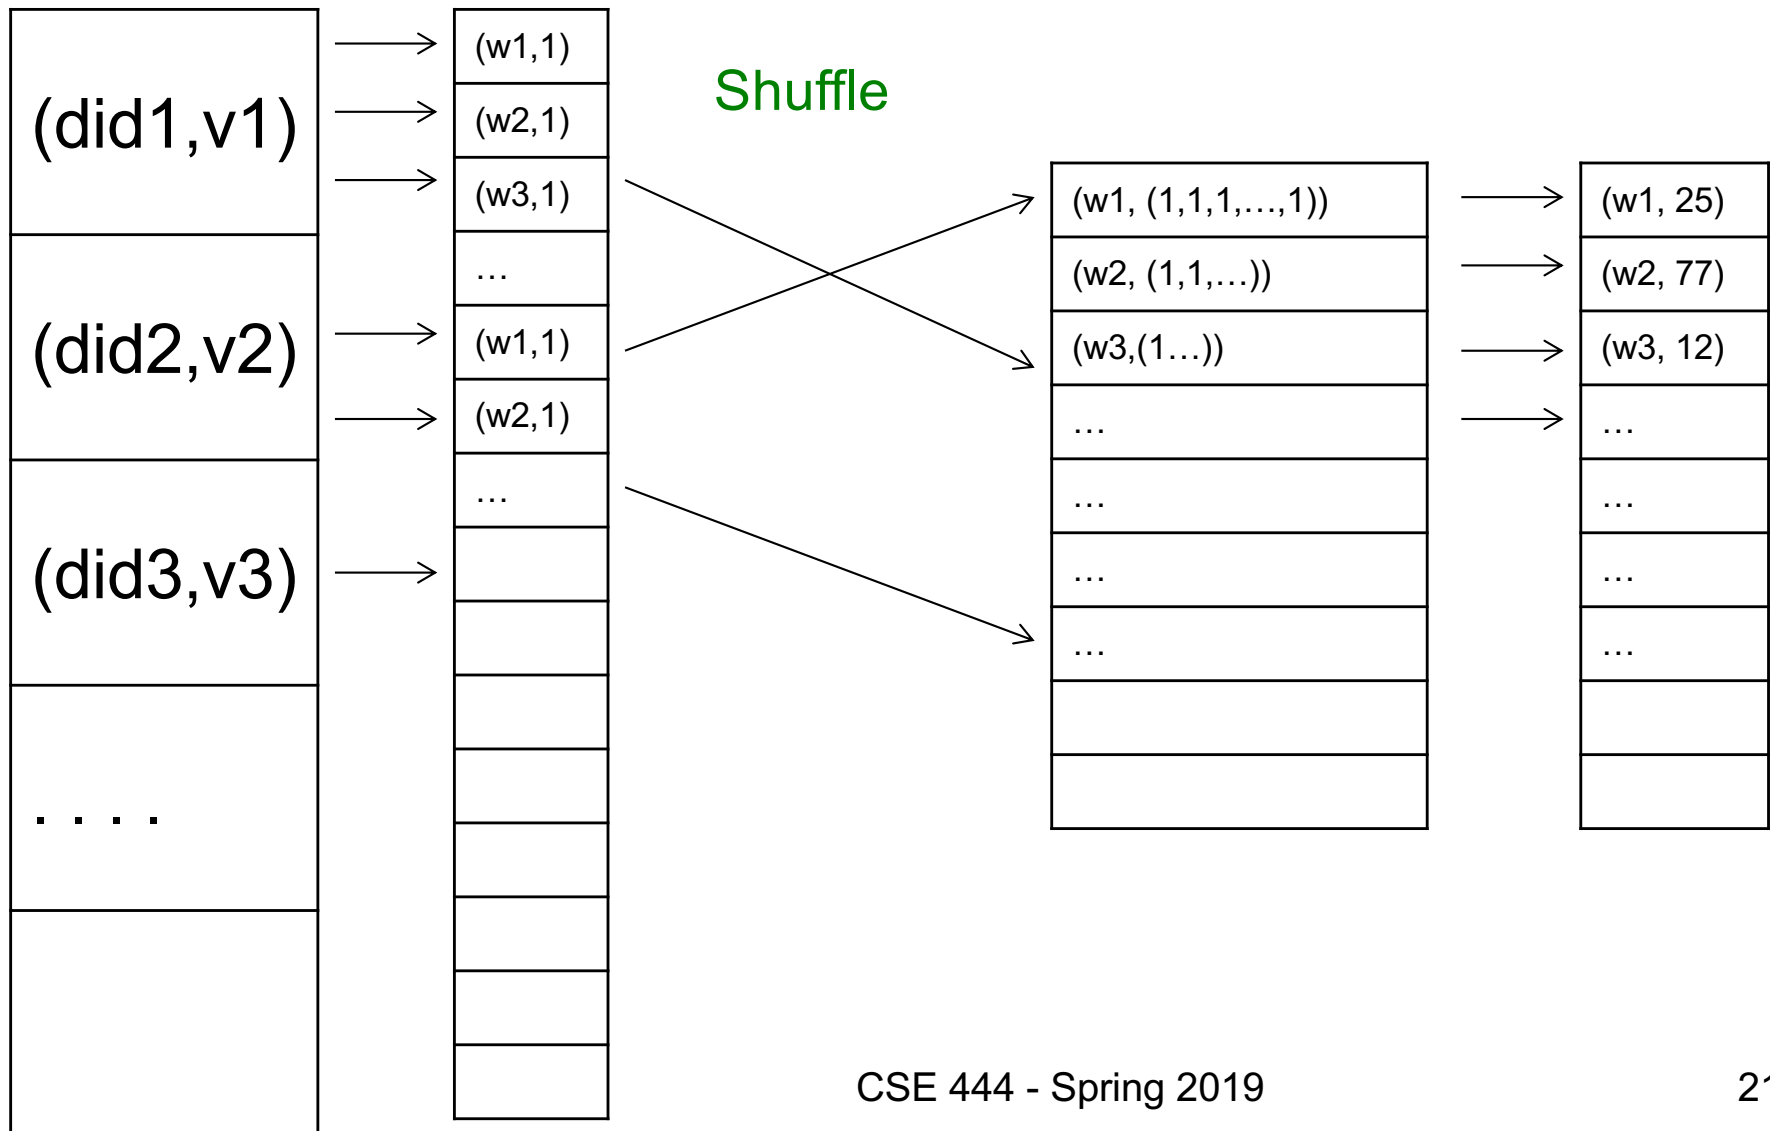 (did1,v1)
(did2,v2)
(did3,v3)
. . . .
(w1,1)
(w2,1)
(w3,1)
…
(w1,1)
(w2,1)
…
Shuffle
(w1, (1,1,1,…,1))
(w2, (1,1,…))
(w3,(1…))
…
…
…
…
(w1, 25)
(w2, 77)
(w3, 12)
…
…
…
…
CSE 444 - Spring 2019
21